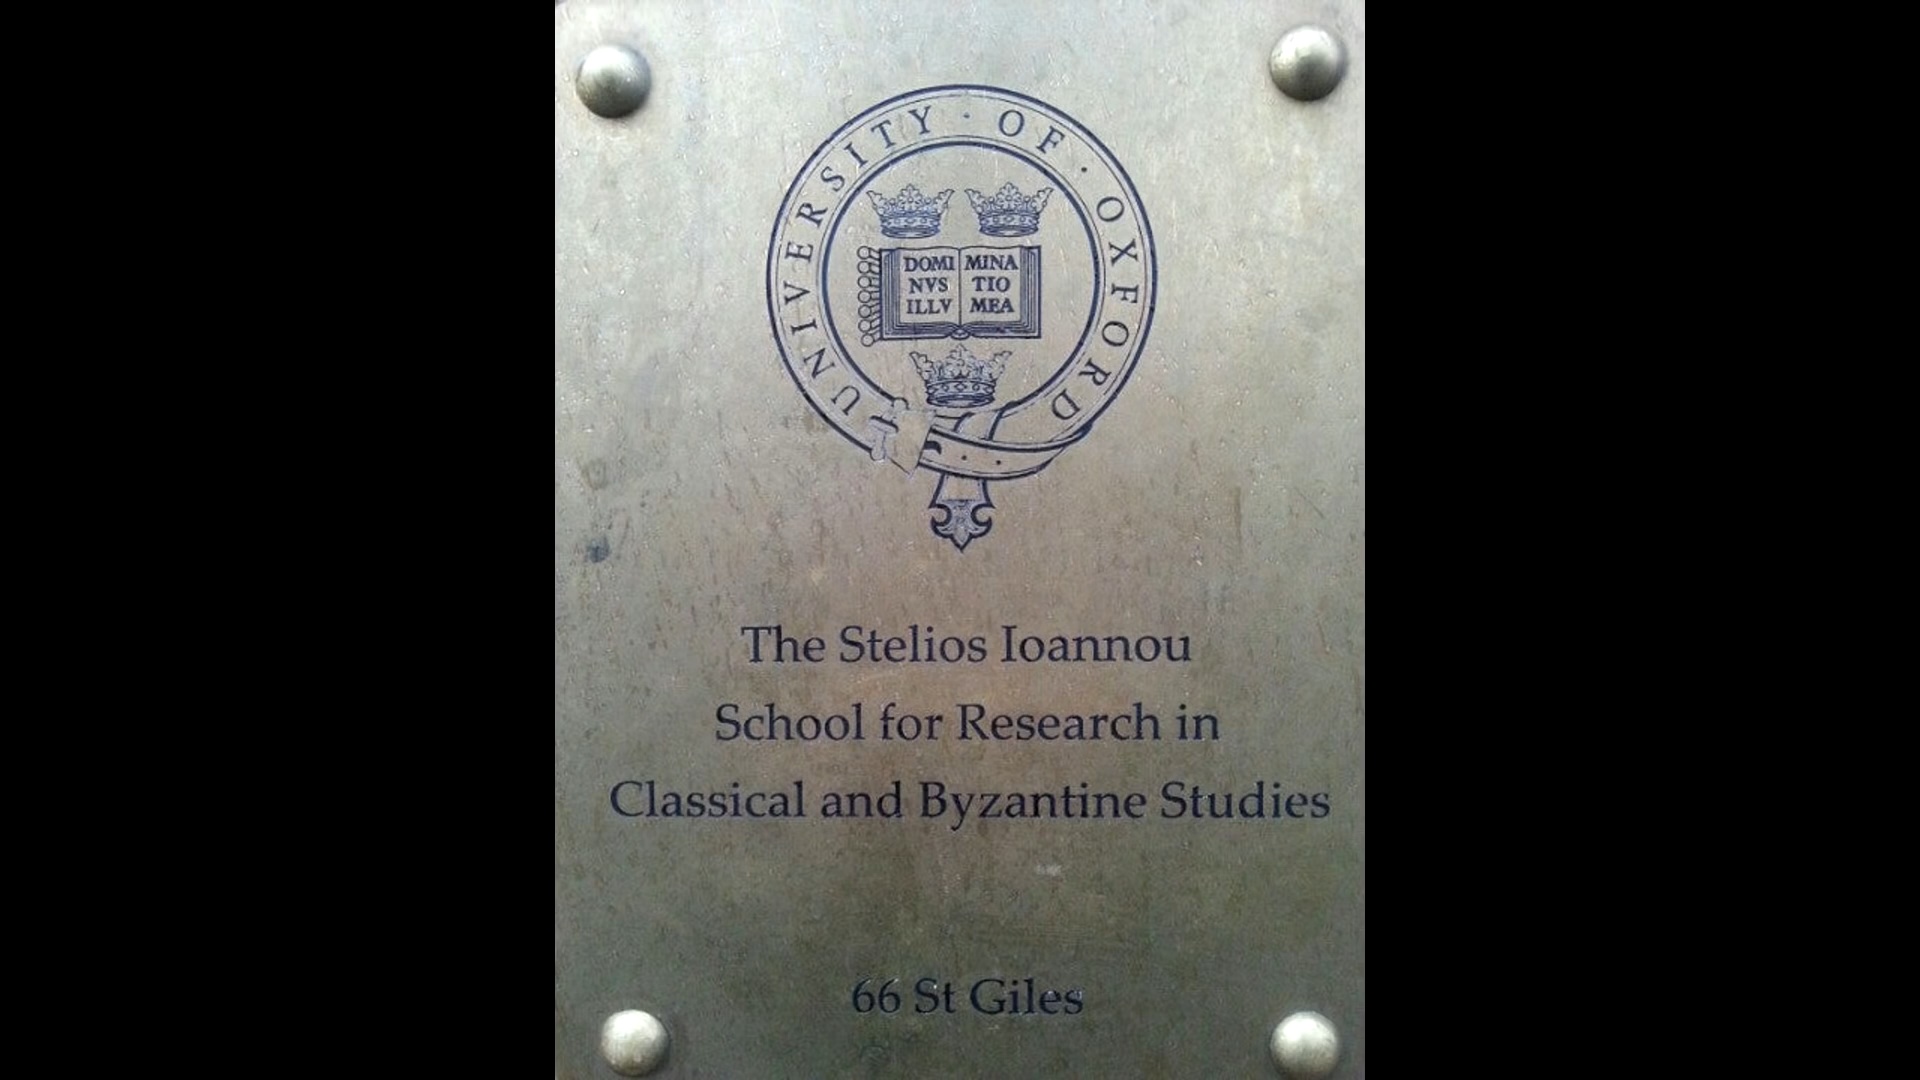 UNIVERSITY · OF · OXFORD
DOMI MINA
NVS TIO
ILLV MEA
The Stelios Ioannou
School for Research in
Classical and Byzantine Studies
66 St Giles